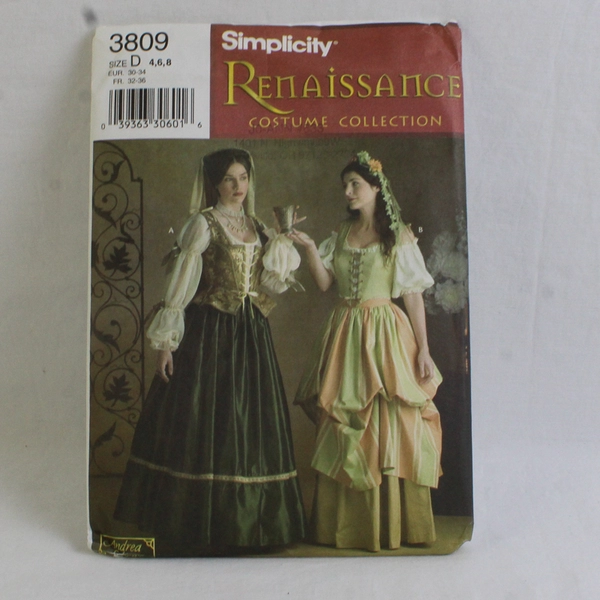 3809
SIZE D 4,6,8
EUR. 30-34
FR. 32-36
0 39363 30601 6
Simplicity®
RENAISSANCE
COSTUME COLLECTION
A
B
Andrea